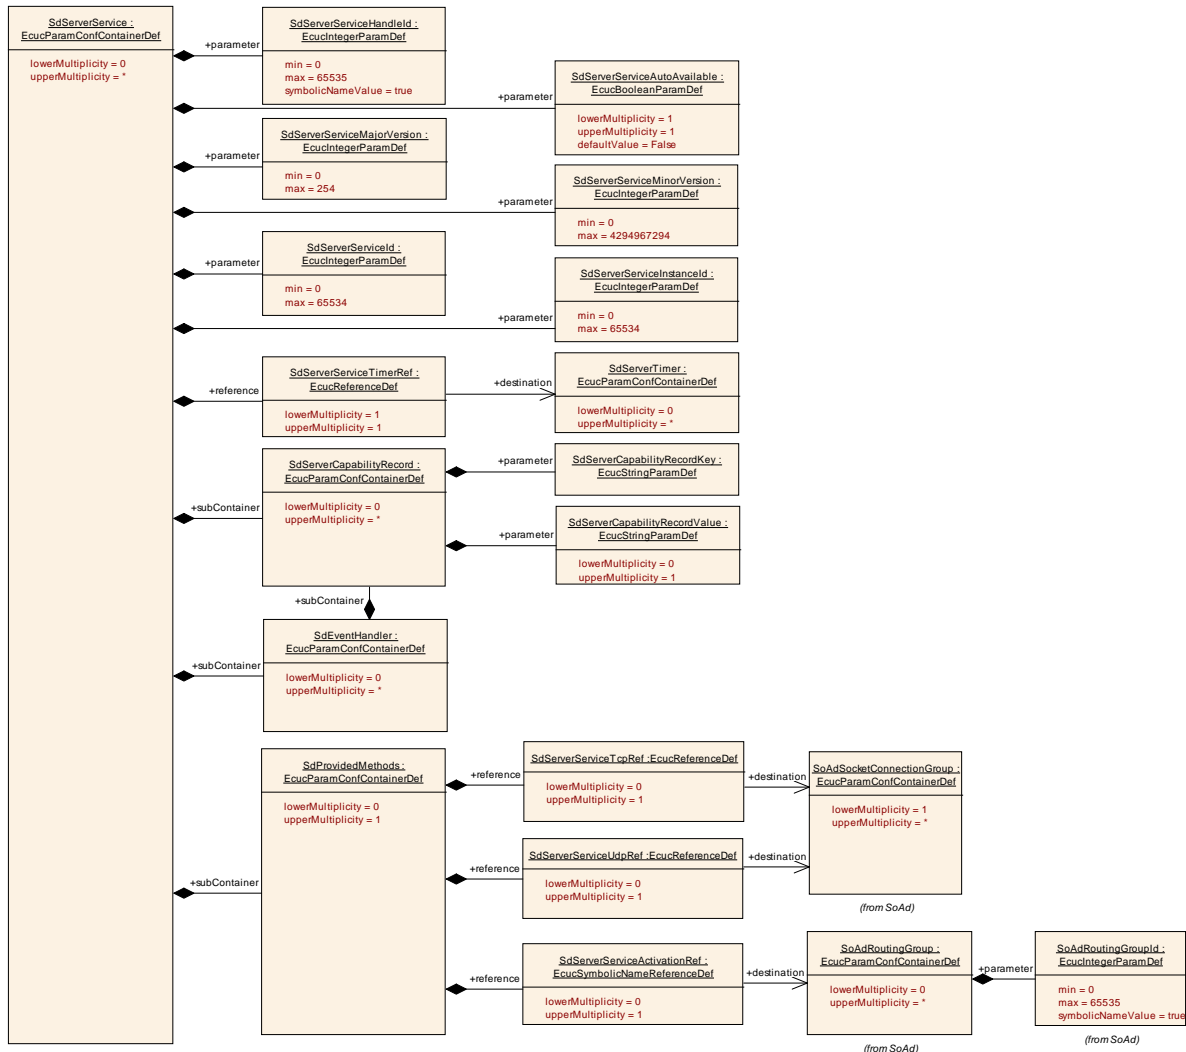 SdServerService :
EcucParamConfContainerDef
lowerMultiplicity = 0
upperMultiplicity = *
+parameter
SdServerServiceHandleId :
EcucIntegerParamDef
min = 0
max = 65535
symbolicNameValue = true
+parameter
SdServerServiceAutoAvailable :
EcucBooleanParamDef
lowerMultiplicity = 1
upperMultiplicity = 1
defaultValue = False
+parameter
SdServerServiceMajorVersion :
EcucIntegerParamDef
min = 0
max = 254
+parameter
SdServerServiceMinorVersion :
EcucIntegerParamDef
min = 0
max = 4294967294
+parameter
SdServerServiceId :
EcucIntegerParamDef
min = 0
max = 65534
+parameter
SdServerServiceInstanceId :
EcucIntegerParamDef
min = 0
max = 65534
+reference
SdServerServiceTimerRef :
EcucReferenceDef
lowerMultiplicity = 1
upperMultiplicity = 1
+destination
SdServerTimer :
EcucParamConfContainerDef
lowerMultiplicity = 0
upperMultiplicity = *
+subContainer
SdServerCapabilityRecord :
EcucParamConfContainerDef
lowerMultiplicity = 0
upperMultiplicity = *
+parameter
SdServerCapabilityRecordKey :
EcucStringParamDef
+parameter
SdServerCapabilityRecordValue :
EcucStringParamDef
lowerMultiplicity = 0
upperMultiplicity = 1
+subContainer
+subContainer
SdEventHandler :
EcucParamConfContainerDef
lowerMultiplicity = 0
upperMultiplicity = *
+subContainer
SdProvidedMethods :
EcucParamConfContainerDef
lowerMultiplicity = 0
upperMultiplicity = 1
+reference
SdServerServiceTcpRef :EcucReferenceDef
lowerMultiplicity = 0
upperMultiplicity = 1
+destination
SoAdSocketConnectionGroup :
EcucParamConfContainerDef
lowerMultiplicity = 1
upperMultiplicity = *
(from SoAd)
+reference
SdServerServiceUdpRef :EcucReferenceDef
lowerMultiplicity = 0
upperMultiplicity = 1
+destination
+reference
SdServerServiceActivationRef :
EcucSymbolicNameReferenceDef
lowerMultiplicity = 0
upperMultiplicity = 1
+destination
SoAdRoutingGroup :
EcucParamConfContainerDef
lowerMultiplicity = 0
upperMultiplicity = *
(from SoAd)
+parameter
SoAdRoutingGroupId :
EcucIntegerParamDef
min = 0
max = 65535
symbolicNameValue = true
(from SoAd)